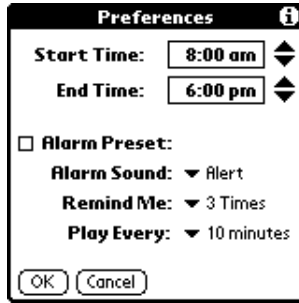 Preferences i
Start Time: 8:00 am
End Time: 6:00 pm
Alarm Preset:
Alarm Sound: Alert
Remind Me: 3 Times
Play Every: 10 minutes
OK Cancel